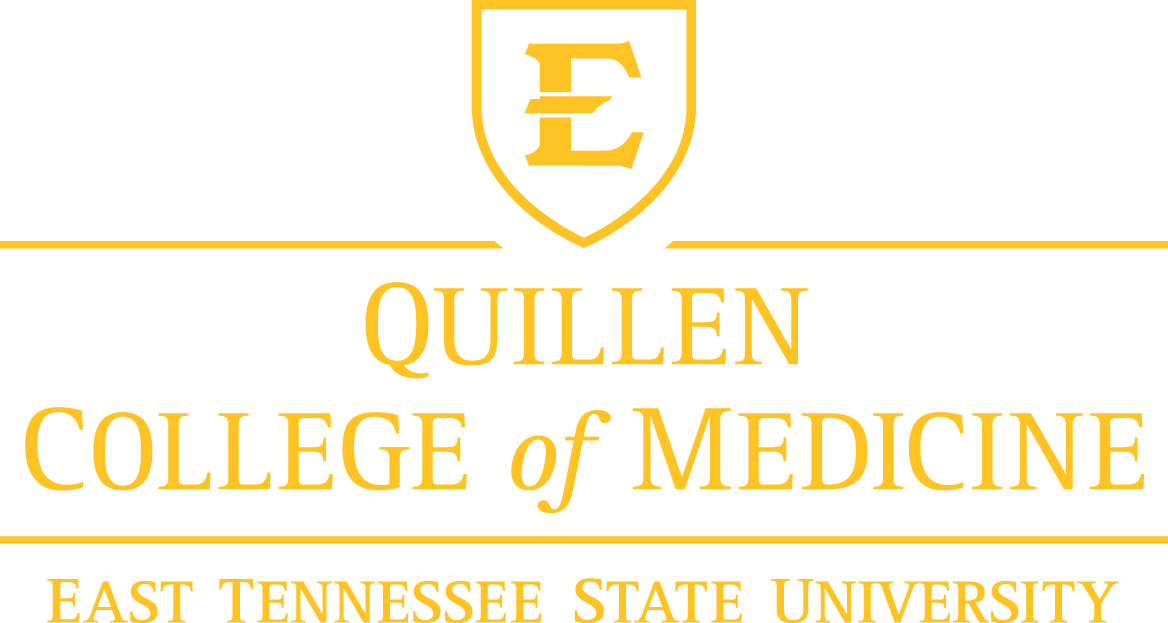 E
QUILLEN
COLLEGE of MEDICINE
EAST TENNESSEE STATE UNIVERSITY